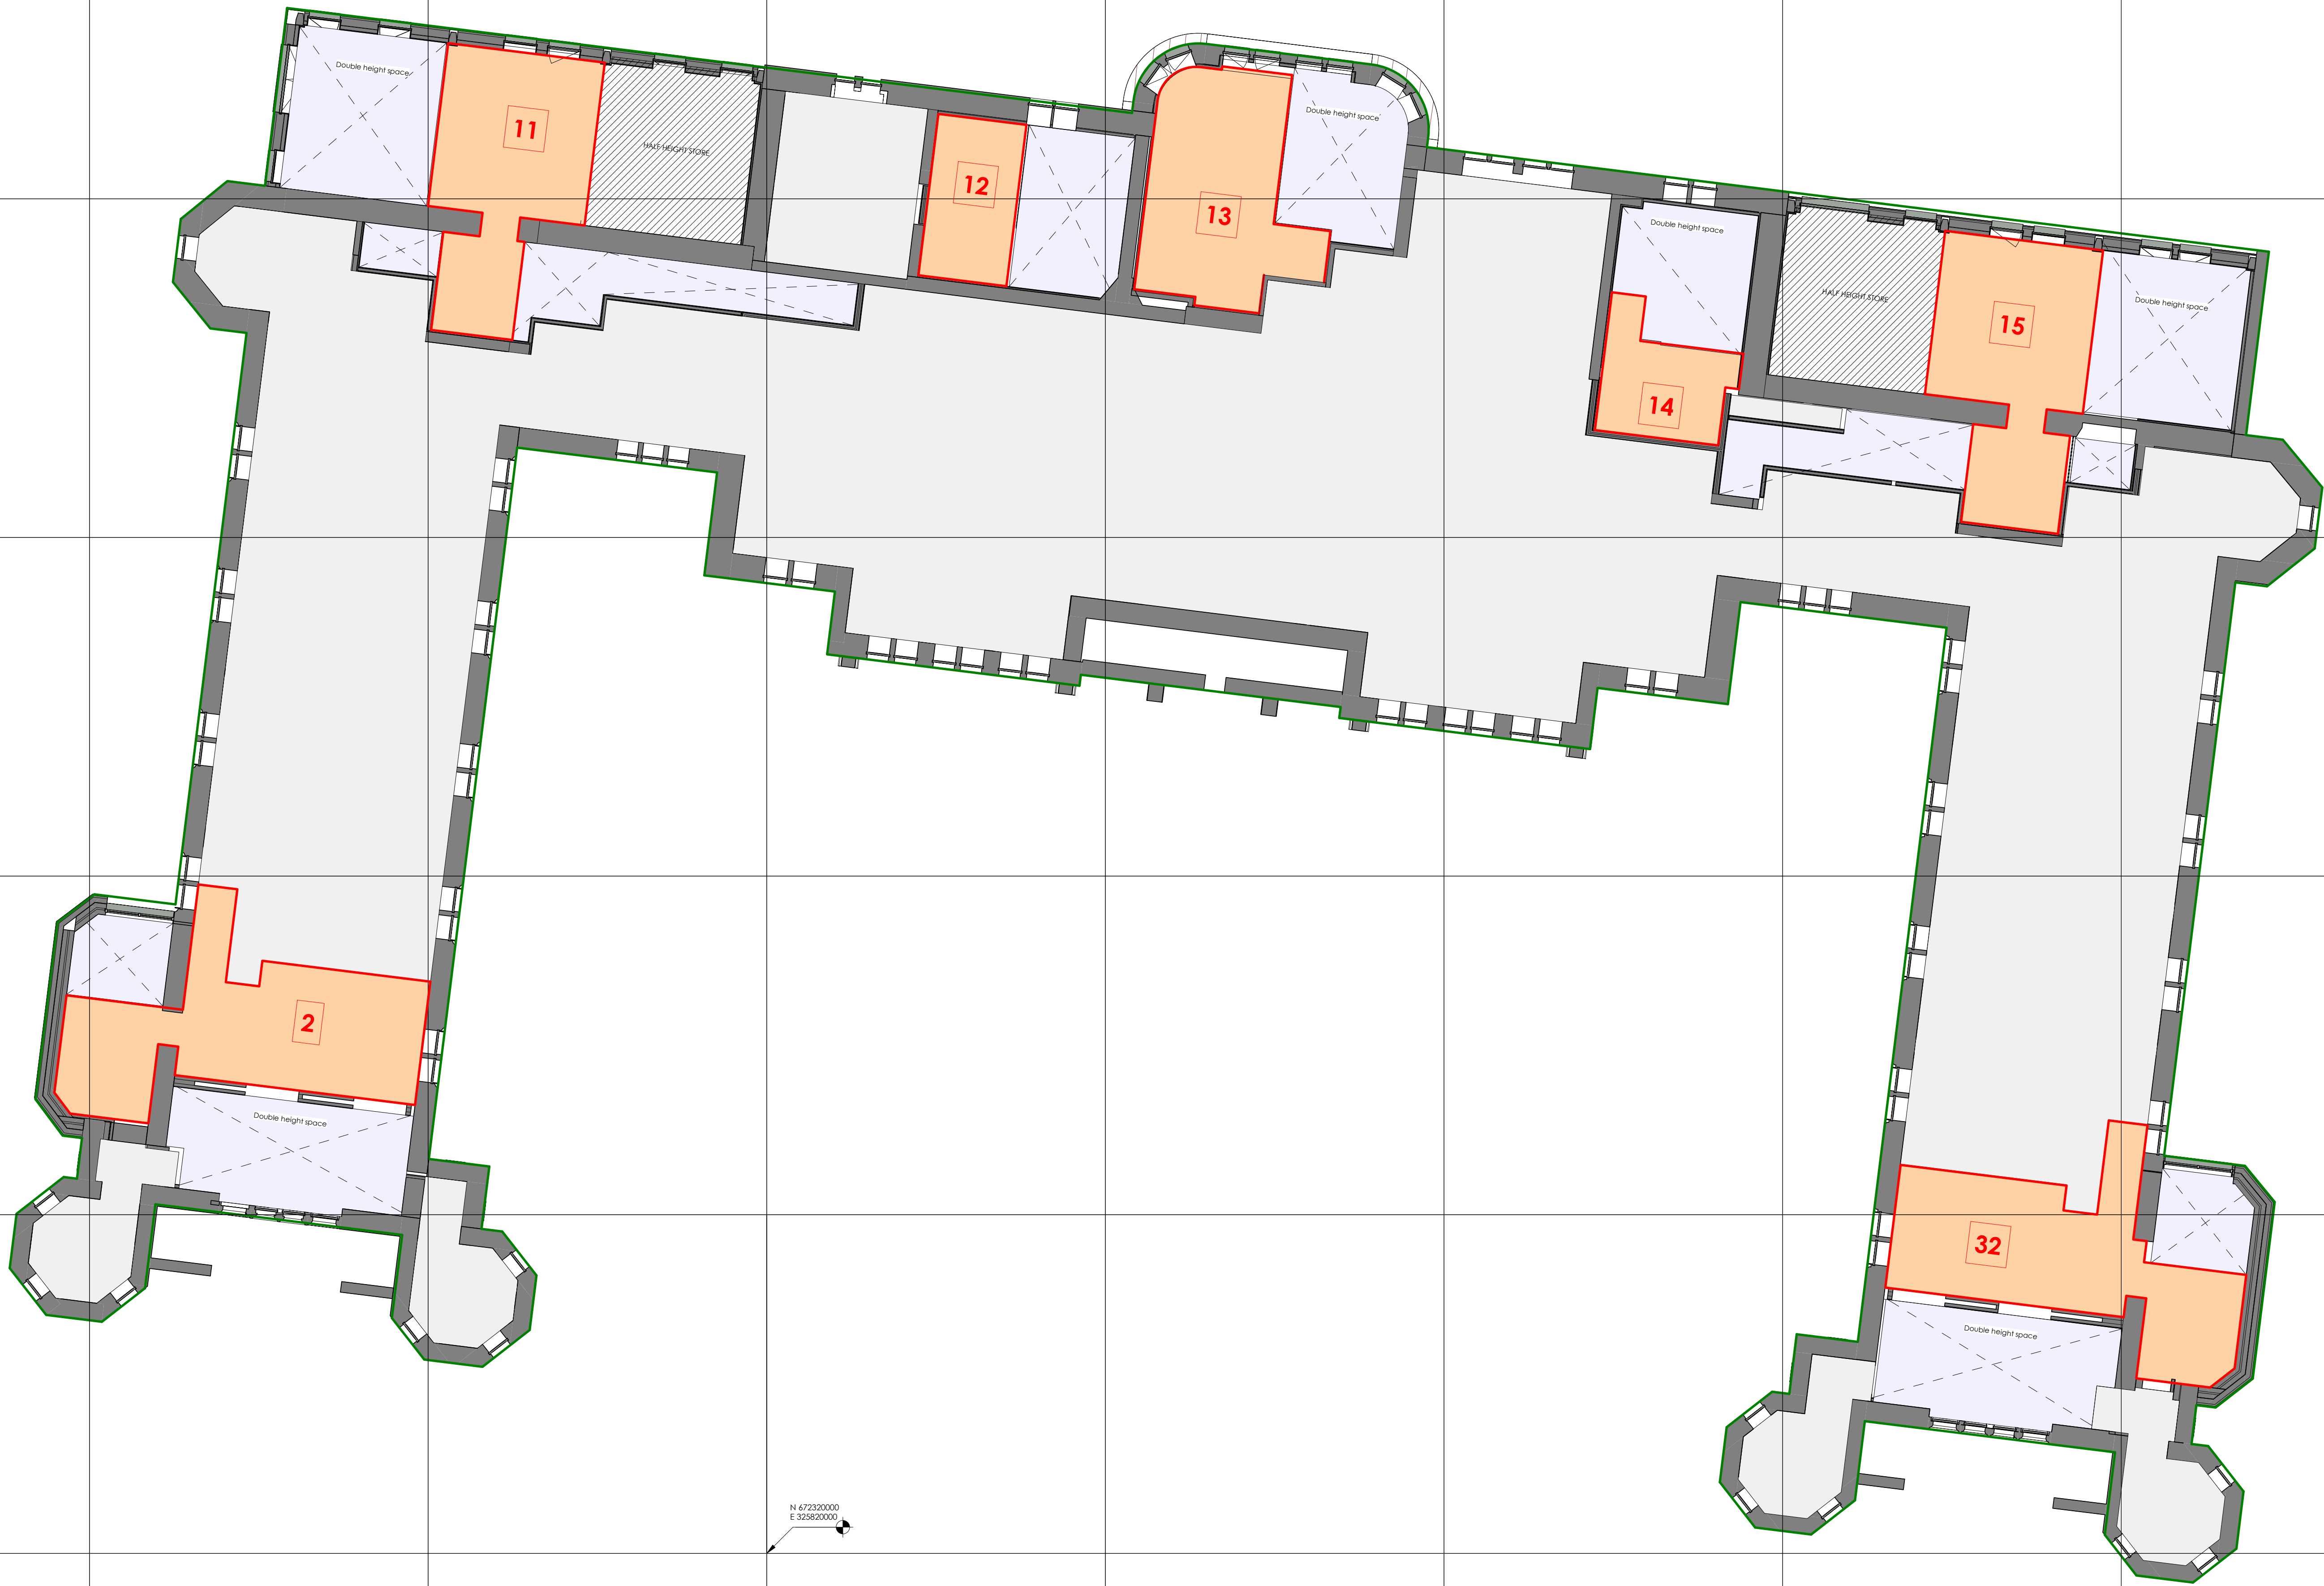 Double height space
11
HALF HEIGHT STORE
12
13
Double height space
Double height space
14
HALF HEIGHT STORE
15
Double height space
2
Double height space
32
Double height space
N 672320000
E 325820000